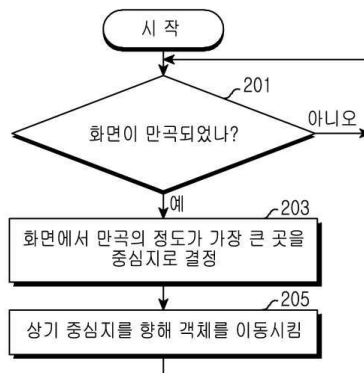 시 작
201
화면이 만곡되었나?
아니오
예
203
화면에서 만곡의 정도가 가장 큰 곳을
중심지로 결정
205
상기 중심지를 향해 객체를 이동시킴